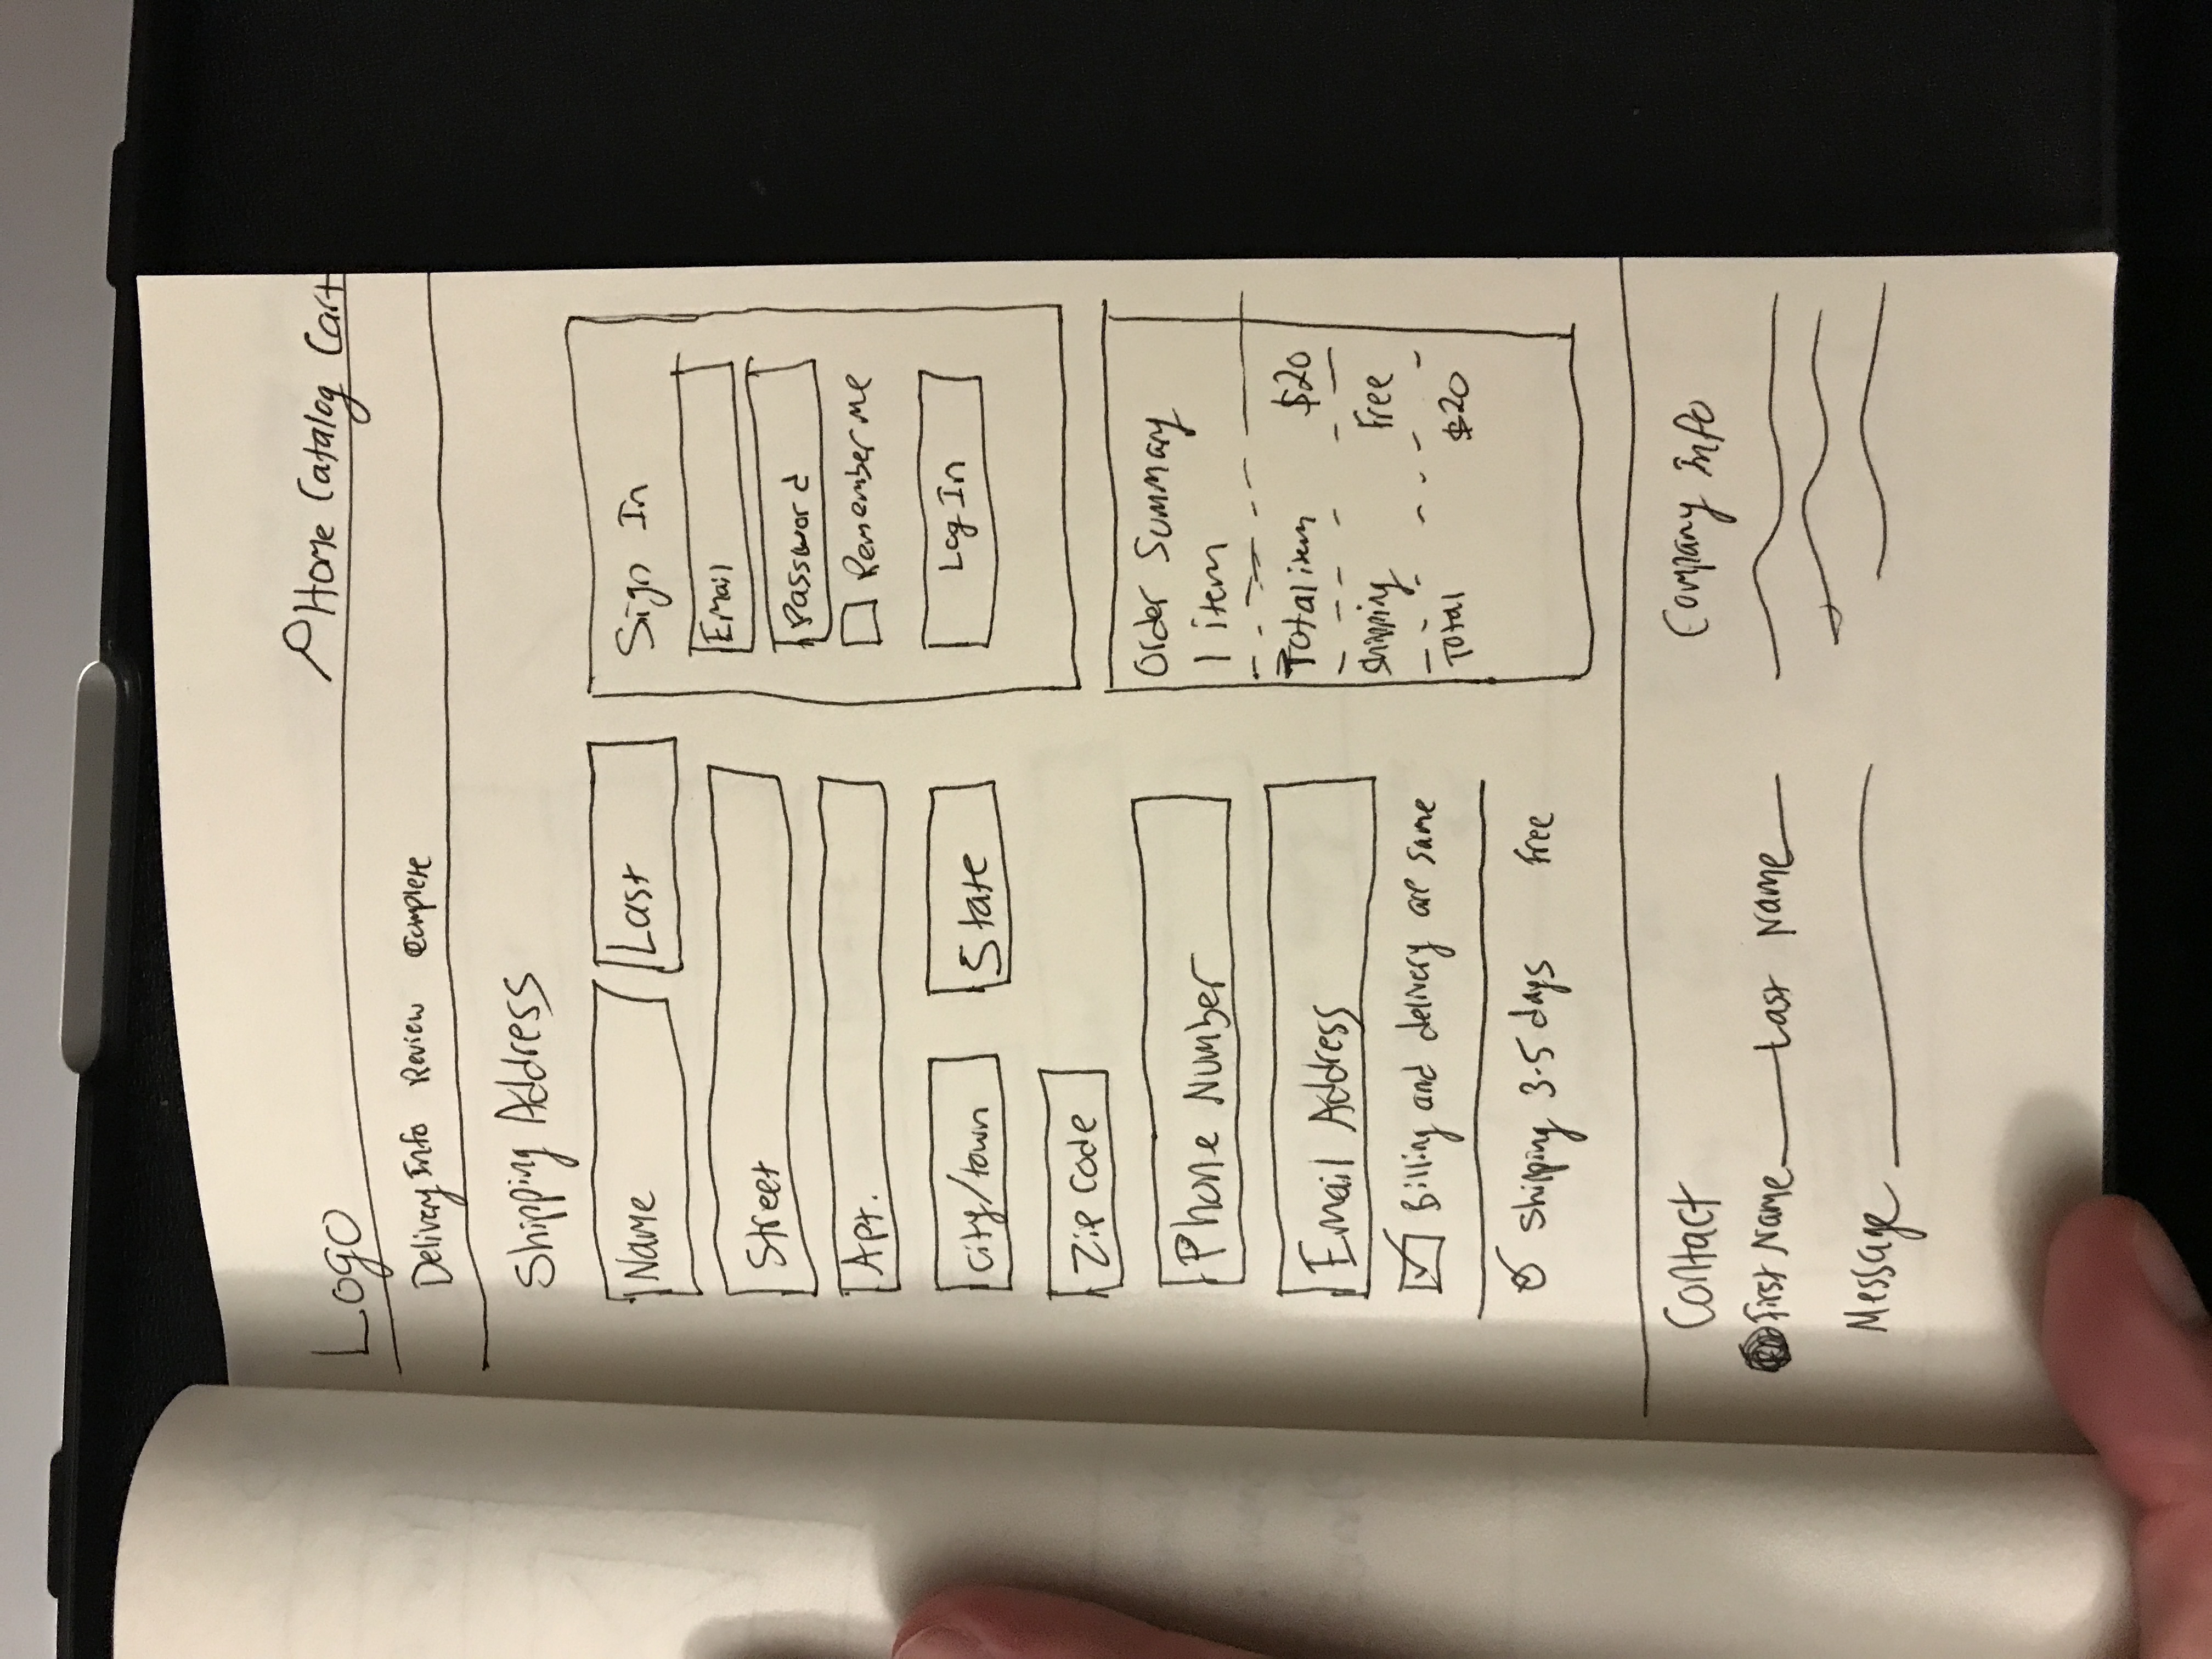 Logo
Home Catalog Cart
Delivery Info Review Complete
Shipping Address
Name Last
Street
Apt.
City/town State
Zip Code
Phone Number
Email Address
Billing and delivery are same
Shipping 3-5 days Free
Sign In
Email
Password
Remember me
Log In
Order Summary
1 item
Total item $20
Shipping Free
Total $20
Contact
First Name Last Name
Message
Company Info